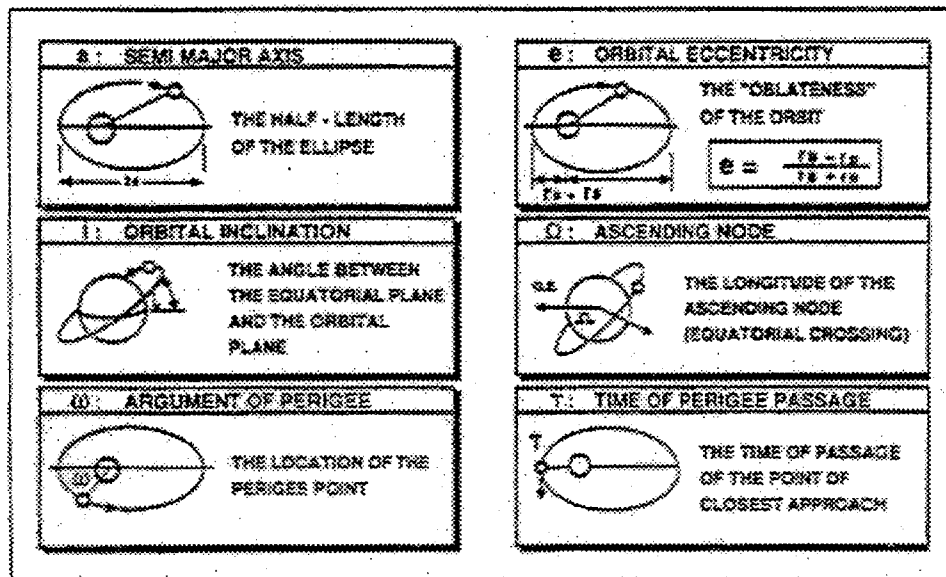 a : SEMI MAJOR AXIS
THE HALF - LENGTH
OF THE ELLIPSE
2a
e : ORBITAL ECCENTRICITY
THE "OBLATENESS"
OF THE ORBIT
e =
i : ORBITAL INCLINATION
THE ANGLE BETWEEN
THE EQUATORIAL PLANE
AND THE ORBITAL
PLANE
Ω : ASCENDING NODE
Ω
THE LONGITUDE OF THE
ASCENDING NODE
(EQUATORIAL CROSSING)
ω : ARGUMENT OF PERIGEE
ω
THE LOCATION OF THE
PERIGEE POINT
T : TIME OF PERIGEE PASSAGE
T
THE TIME OF PASSAGE
OF THE POINT OF
CLOSEST APPROACH